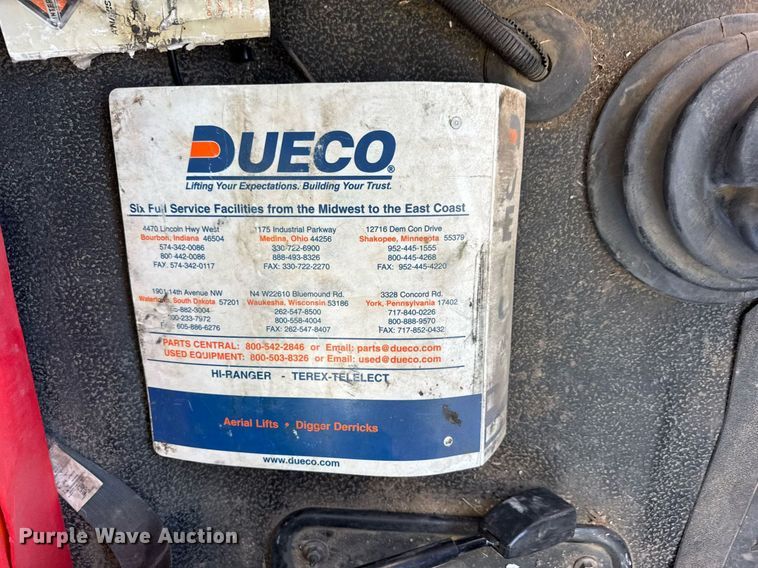 DUECO®
Lifting Your Expectations. Building Your Trust.
Six Full Service Facilities from the Midwest to the East Coast
4470 Lincoln Hwy West
Bourbon, Indiana 46504
574-342-0086
800-442-0086
FAX: 574-342-0117
1175 Industrial Parkway
Medina, Ohio 44256
330-722-6900
888-493-8326
FAX: 330-722-2270
12716 Dem Con Drive
Shakopee, Minnesota 55379
952-445-1555
800-445-4268
FAX: 952-445-4220
1901 14th Avenue NW
Watertown, South Dakota 57201
-882-3004
-233-7972
FAX: 605-886-6276
N4 W22610 Bluemound Rd.
Waukesha, Wisconsin 53186
262-547-8500
800-558-4004
FAX: 262-547-8407
3328 Concord Rd.
York, Pennsylvania 17402
717-840-0226
800-888-9570
FAX: 717-852-0432
PARTS CENTRAL: 800-542-2846 or Email: parts@dueco.com
USED EQUIPMENT: 800-503-8326 or Email: used@dueco.com
HI-RANGER - TEREX-TELELECT
Aerial Lifts • Digger Derricks
www.dueco.com
Purple Wave Auction